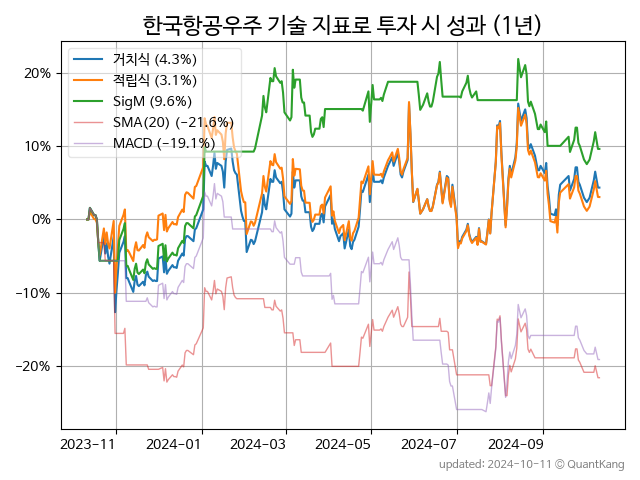 한국항공우주 기술 지표로 투자 시 성과 (1년)
거치식 (4.3%)
적립식 (3.1%)
SigM (9.6%)
SMA(20) (−21.6%)
MACD (−19.1%)
20%
10%
0%
−10%
−20%
2023-11 2024-01 2024-03 2024-05 2024-07 2024-09
updated: 2024-10-11 © QuantKang